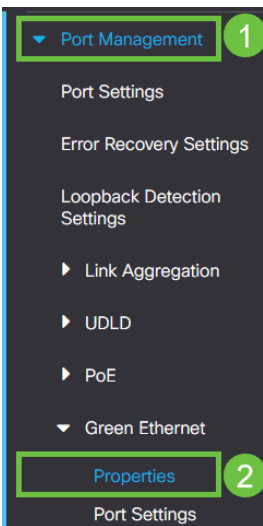 Port Management 1
Port Settings
Error Recovery Settings
Loopback Detection
Settings
Link Aggregation
UDLD
PoE
Green Ethernet
Properties 2
Port Settings